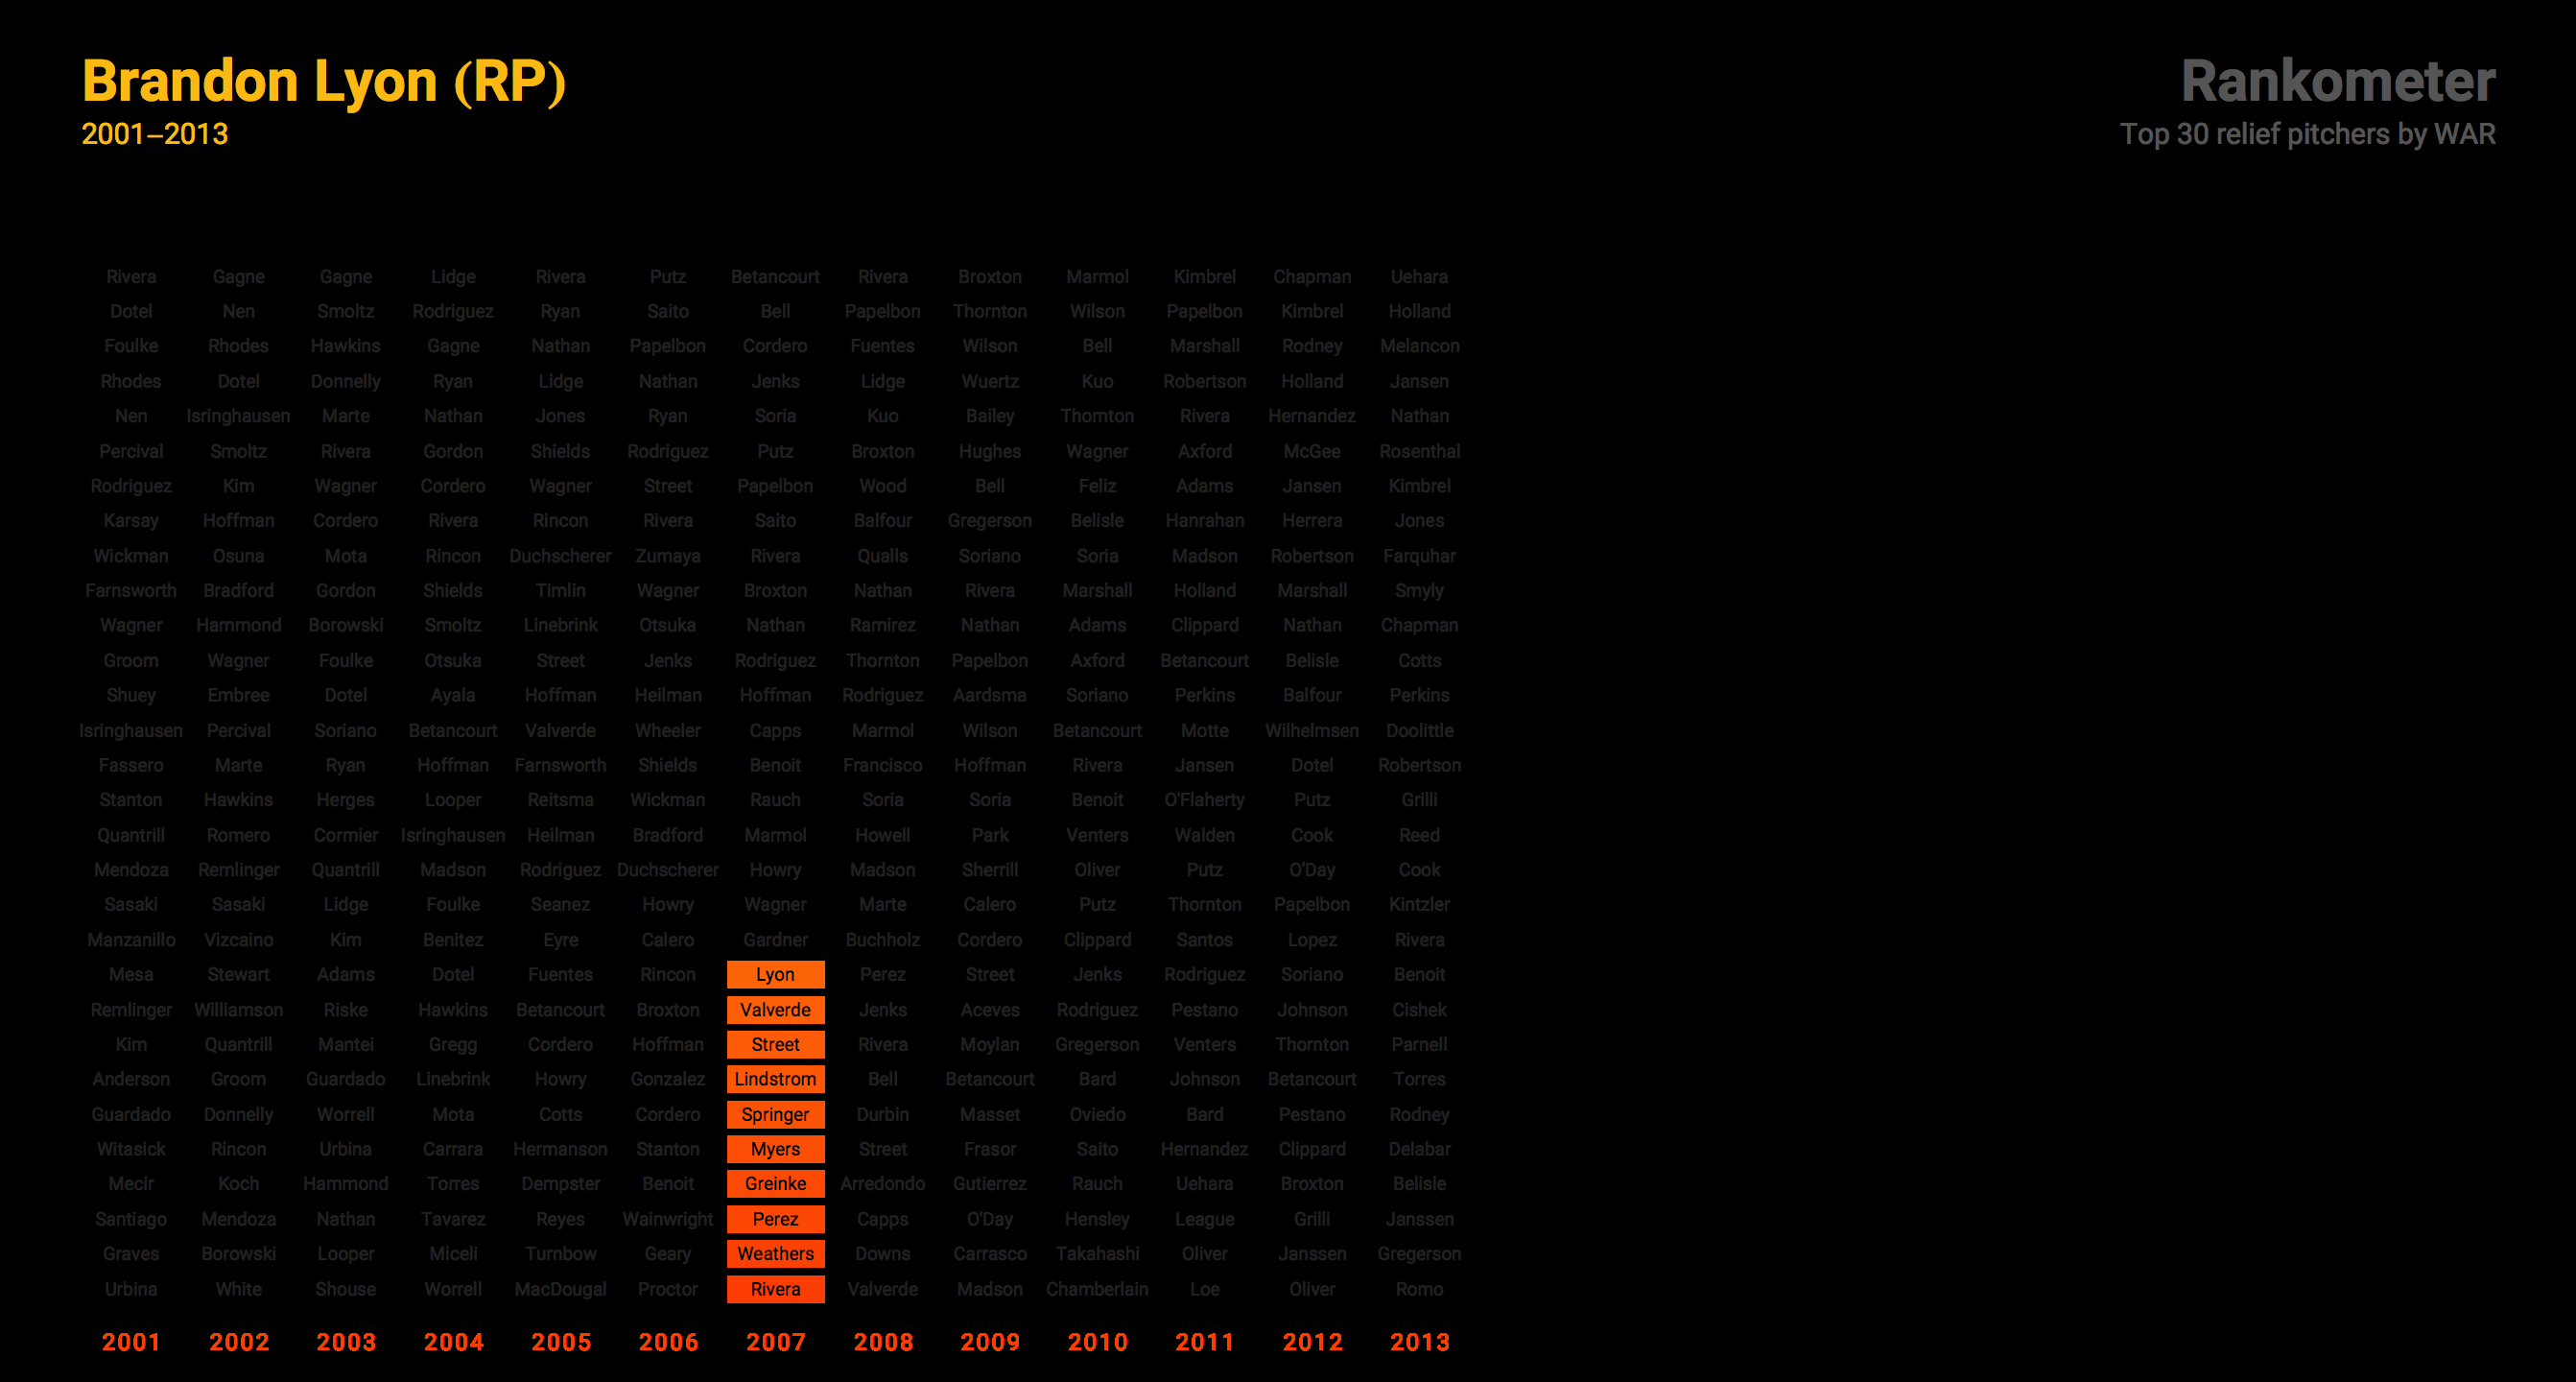 Brandon Lyon (RP)
2001–2013
Rankometer
Top 30 relief pitchers by WAR
Rivera Gagne Gagne Lidge Rivera Putz Betancourt Rivera Broxton Marmol Kimbrel Chapman Uehara
Dotel Nen Smoltz Rodriguez Ryan Saito Bell Papelbon Thornton Wilson Papelbon Kimbrel Holland
Foulke Rhodes Hawkins Gagne Nathan Papelbon Cordero Fuentes Wilson Bell Marshall Rodney Melancon
Rhodes Dotel Donnelly Ryan Lidge Nathan Jenks Lidge Wuertz Kuo Robertson Holland Jansen
Nen Isringhausen Marte Nathan Jones Ryan Soria Kuo Bailey Thornton Rivera Hernandez Nathan
Percival Smoltz Rivera Gordon Shields Rodriguez Putz Broxton Hughes Wagner Axford McGee Rosenthal
Rodriguez Kim Wagner Cordero Wagner Street Papelbon Wood Bell Feliz Adams Jansen Kimbrel
Karsay Hoffman Cordero Rivera Rincon Rivera Saito Balfour Gregerson Belisle Hanrahan Herrera Jones
Wickman Osuna Mota Rincon Duchscherer Zumaya Rivera Qualls Soriano Soria Madson Robertson Farquhar
Farnsworth Bradford Gordon Shields Timlin Wagner Broxton Nathan Rivera Marshall Holland Marshall Smyly
Wagner Hammond Borowski Smoltz Linebrink Otsuka Nathan Ramirez Nathan Adams Clippard Nathan Chapman
Groom Wagner Foulke Otsuka Street Jenks Rodriguez Thornton Papelbon Axford Betancourt Belisle Cotts
Shuey Embree Dotel Ayala Hoffman Heilman Hoffman Rodriguez Aardsma Soriano Perkins Balfour Perkins
Isringhausen Percival Soriano Betancourt Valverde Wheeler Capps Marmol Wilson Betancourt Motte Wilhelmsen Doolittle
Fassero Marte Ryan Hoffman Farnsworth Shields Benoit Francisco Hoffman Rivera Jansen Dotel Robertson
Stanton Hawkins Herges Looper Reitsma Wickman Rauch Soria Soria Benoit O'Flaherty Putz Grilli
Quantrill Romero Cormier Isringhausen Heilman Bradford Marmol Howell Park Venters Walden Cook Reed
Mendoza Remlinger Quantrill Madson Rodriguez Duchscherer Howry Madson Sherrill Oliver Putz O'Day Cook
Sasaki Sasaki Lidge Foulke Seanez Howry Wagner Marte Calero Putz Thornton Papelbon Kintzler
Manzanillo Vizcaino Kim Benitez Eyre Calero Gardner Buchholz Cordero Clippard Santos Lopez Rivera
Mesa Stewart Adams Dotel Fuentes Rincon Lyon Perez Street Jenks Rodriguez Soriano Benoit
Remlinger Williamson Riske Hawkins Betancourt Broxton Valverde Jenks Aceves Rodriguez Pestano Johnson Cishek
Kim Quantrill Mantei Gregg Cordero Hoffman Street Rivera Moylan Gregerson Venters Thornton Parnell
Anderson Groom Guardado Linebrink Howry Gonzalez Lindstrom Bell Betancourt Bard Johnson Betancourt Torres
Guardado Donnelly Worrell Mota Cotts Cordero Springer Durbin Masset Oviedo Bard Pestano Rodney
Witasick Rincon Urbina Carrara Hermanson Stanton Myers Street Frasor Saito Hernandez Clippard Delabar
Mecir Koch Hammond Torres Dempster Benoit Greinke Arredondo Gutierrez Rauch Uehara Broxton Belisle
Santiago Mendoza Nathan Tavarez Reyes Wainwright Perez Capps O'Day Hensley League Grilli Janssen
Graves Borowski Looper Miceli Turnbow Geary Weathers Downs Carrasco Takahashi Oliver Janssen Gregerson
Urbina White Shouse Worrell MacDougal Proctor Rivera Valverde Madson Chamberlain Loe Oliver Romo
2001 2002 2003 2004 2005 2006 2007 2008 2009 2010 2011 2012 2013